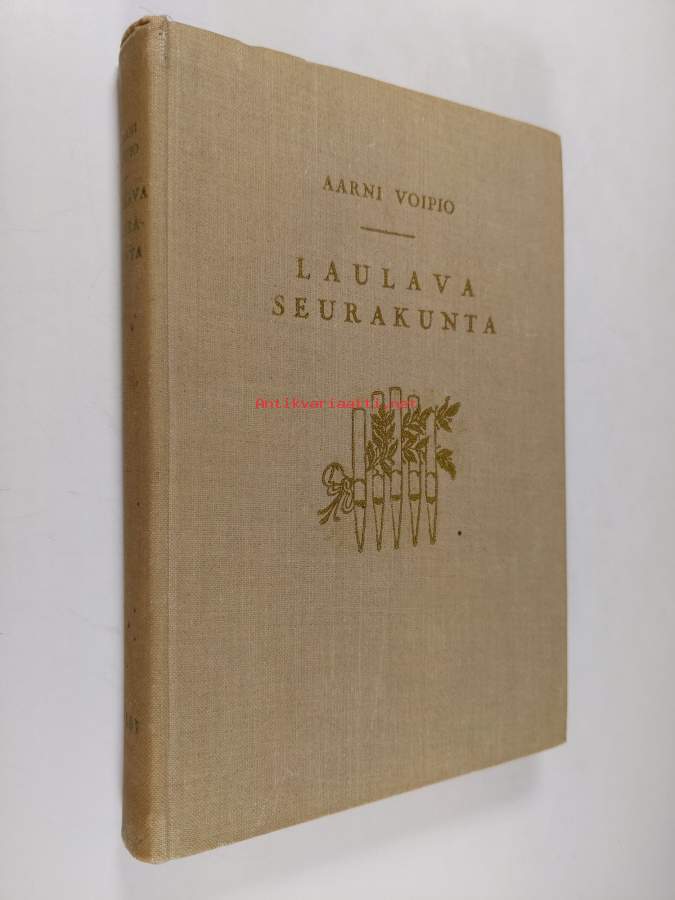 AARNI VOIPIO
LAULAVA
SEURAKUNTA
Antikvariaatti.net